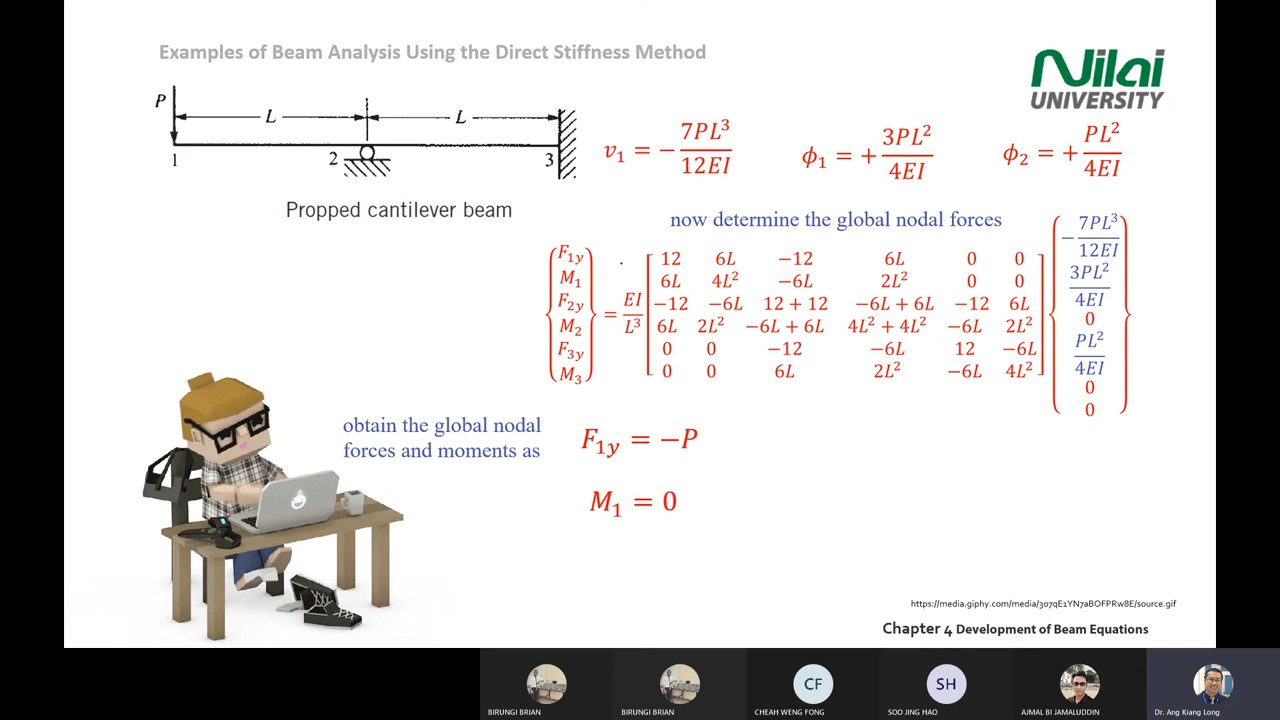 Examples of Beam Analysis Using the Direct Stiffness Method
Nilai
UNIVERSITY
P
L
L
1
2
3
Propped cantilever beam
v₁ = − 7PL³/12EI
ϕ₁ = + 3PL²/4EI
ϕ₂ = + PL²/4EI
now determine the global nodal forces
F₁y
M₁
F₂y
M₂
F₃y
M₃
= EI/L³
12 6L −12 6L 0 0
6L 4L² −6L 2L² 0 0
−12 −6L 12 + 12 −6L + 6L −12 6L
6L 2L² −6L + 6L 4L² + 4L² −6L 2L²
0 0 −12 −6L 12 −6L
0 0 6L 2L² −6L 4L²
− 7PL³/12EI
3PL²/4EI
0
PL²/4EI
0
0
obtain the global nodal
forces and moments as
F₁y = −P
M₁ = 0
https://media.giphy.com/media/307qE1YN7aBOFPRw8E/source.gif
Chapter 4 Development of Beam Equations
CF
SH
BIRUNGI BRIAN
BIRUNGI BRIAN
CHEAH WENG FONG
SOO JING HAO
AJMAL BI JAMALUDDIN
Dr. Ang Kiang Long